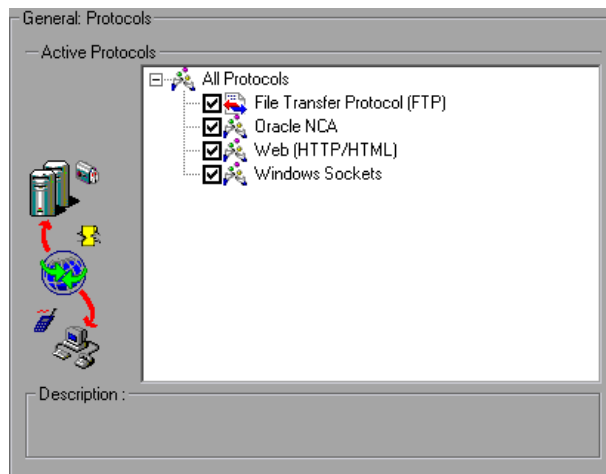 General: Protocols
Active Protocols
All Protocols
File Transfer Protocol (FTP)
Oracle NCA
Web (HTTP/HTML)
Windows Sockets
Description :